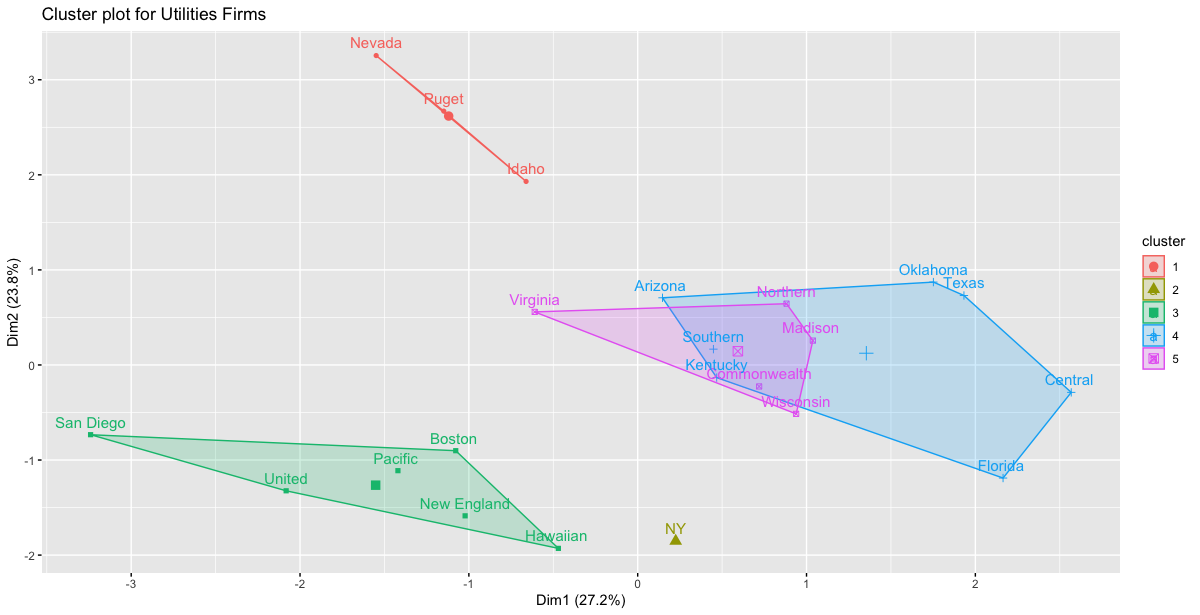 Cluster plot for Utilities Firms
Nevada
Puget
Idaho
Oklahoma
Texas
Arizona
Northern
Virginia
Madison
Southern
Kentucky
Commonwealth
Central
Wisconsin
San Diego
Boston
Pacific
Florida
United
New England
NY
Hawaiian
3
2
1
0
-1
-2
-3
-2
-1
0
1
2
Dim1 (27.2%)
Dim2 (23.8%)
cluster
1
2
3
4
5